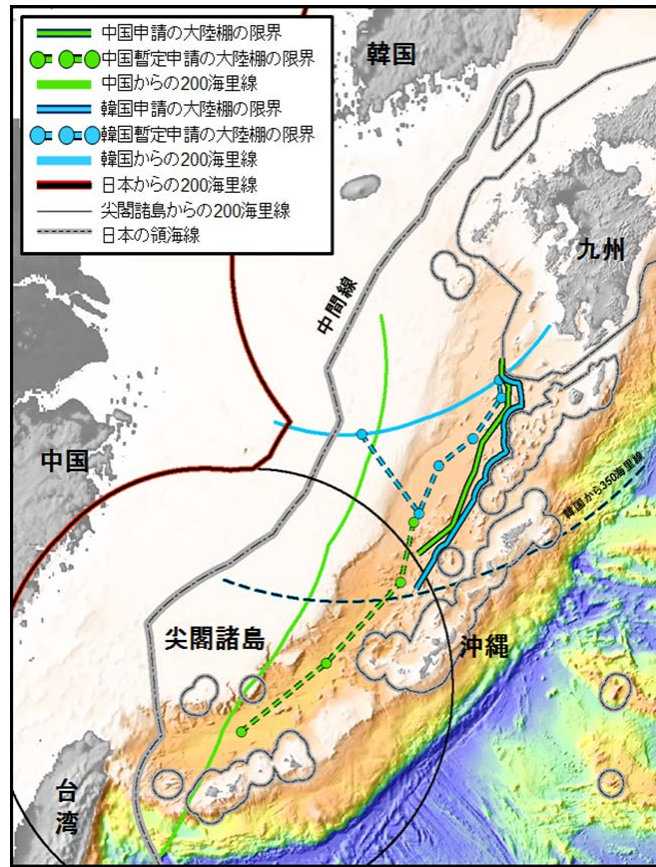 中国申請の大陸棚の限界
中国暫定申請の大陸棚の限界
中国からの200海里線
韓国申請の大陸棚の限界
韓国暫定申請の大陸棚の限界
韓国からの200海里線
日本からの200海里線
尖閣諸島からの200海里線
日本の領海線
韓国
九州
中間線
中国
韓国から350海里線
尖閣諸島
沖縄
台湾